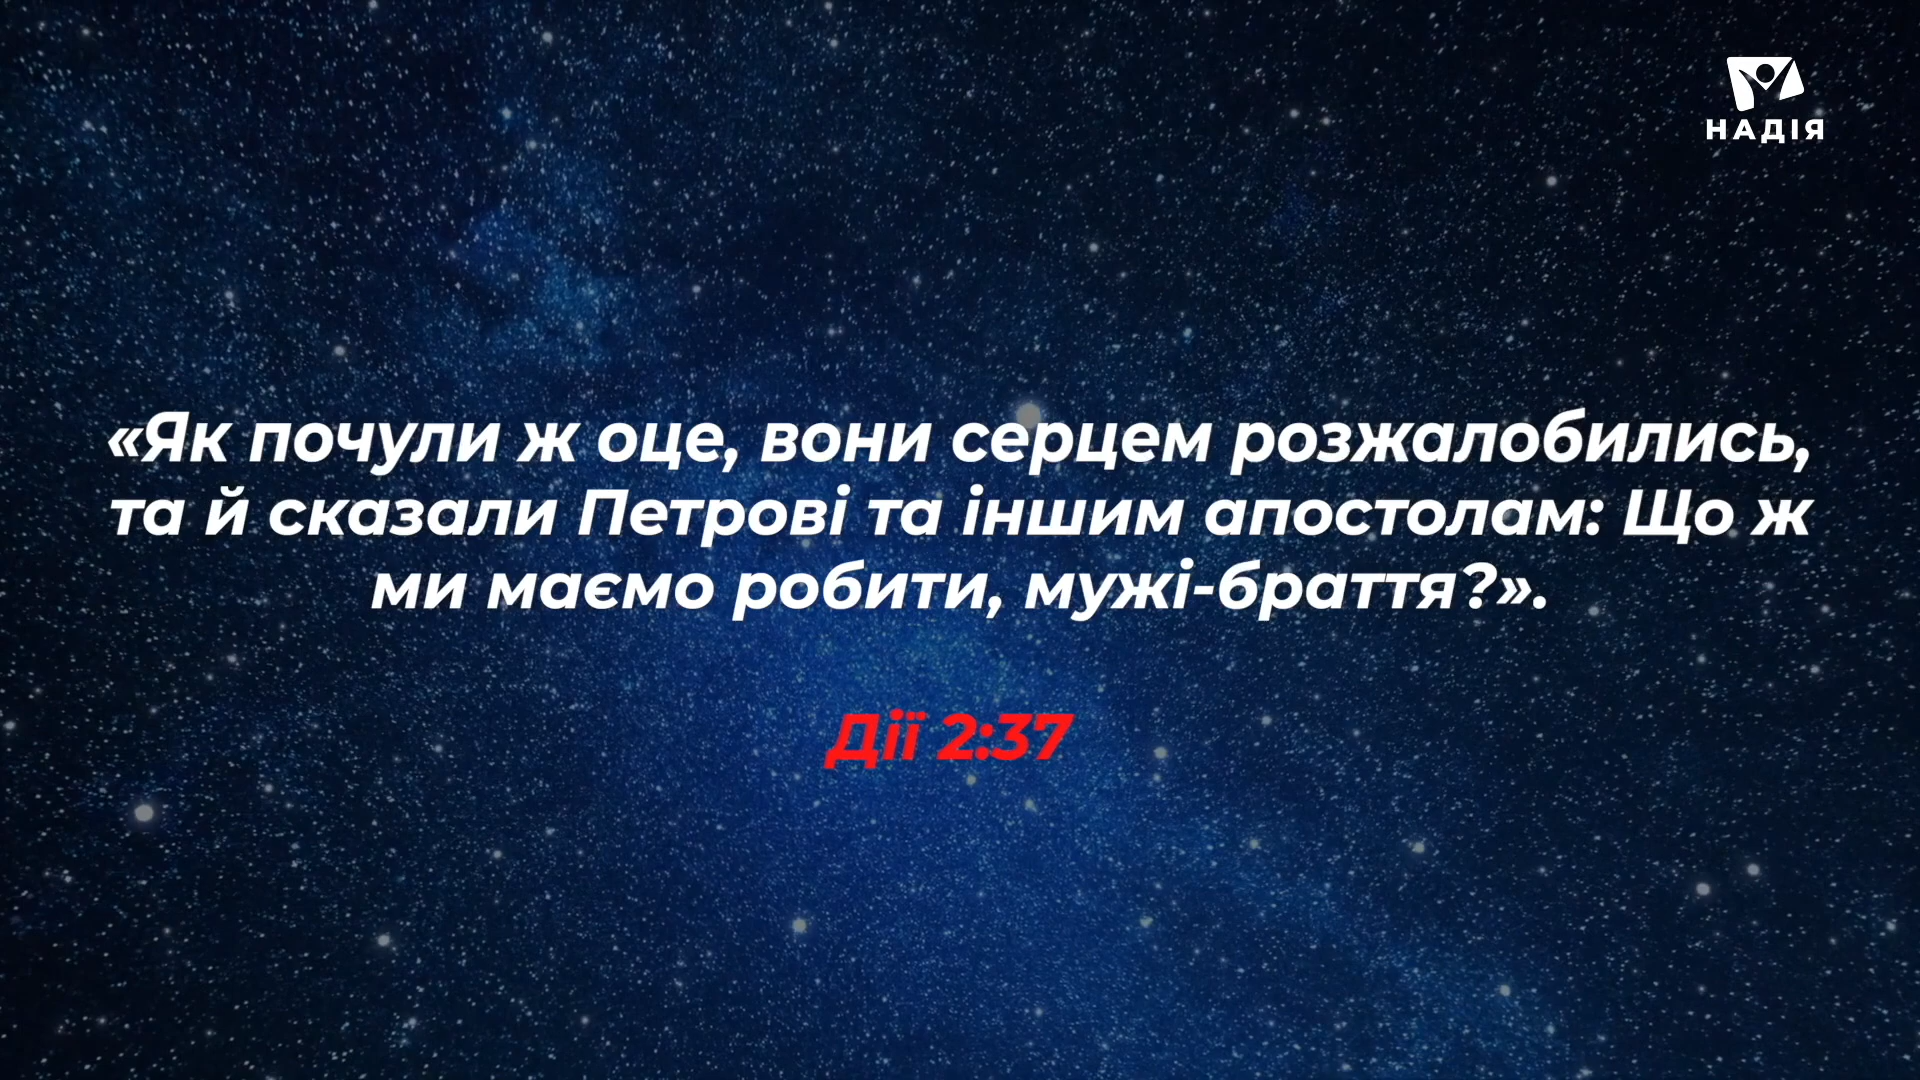 НАДІЯ
«Як почули ж оце, вони серцем розжалобились,
та й сказали Петрові та іншим апостолам: Що ж
ми маємо робити, мужі-браття?».
Дії 2:37